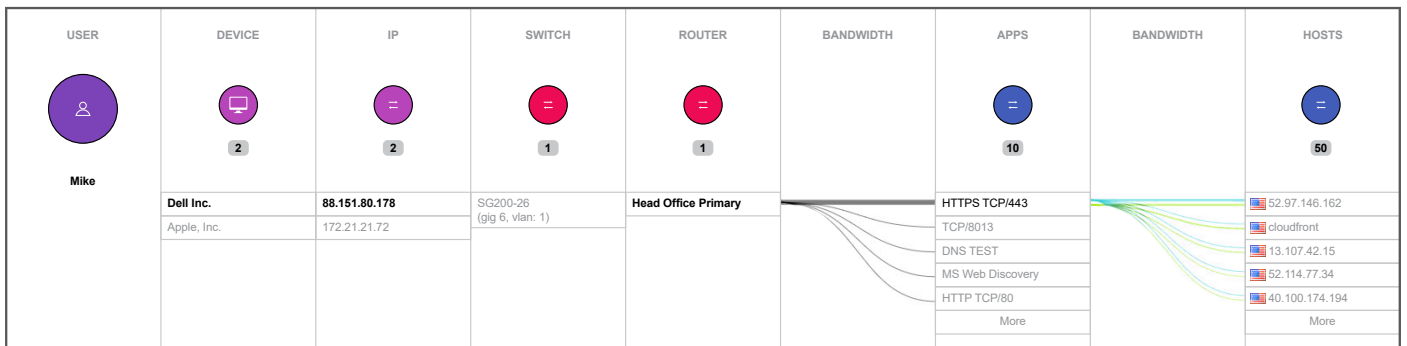 USER DEVICE IP SWITCH ROUTER BANDWIDTH APPS BANDWIDTH HOSTS
2 2 1 1 10 50
Mike
Dell Inc. 88.151.80.178 SG200-26 Head Office Primary HTTPS TCP/443 52.97.146.162
(gig 6, vlan: 1)
Apple, Inc. 172.21.21.72 TCP/8013 cloudfront
DNS TEST 13.107.42.15
MS Web Discovery 52.114.77.34
HTTP TCP/80 40.100.174.194
More More